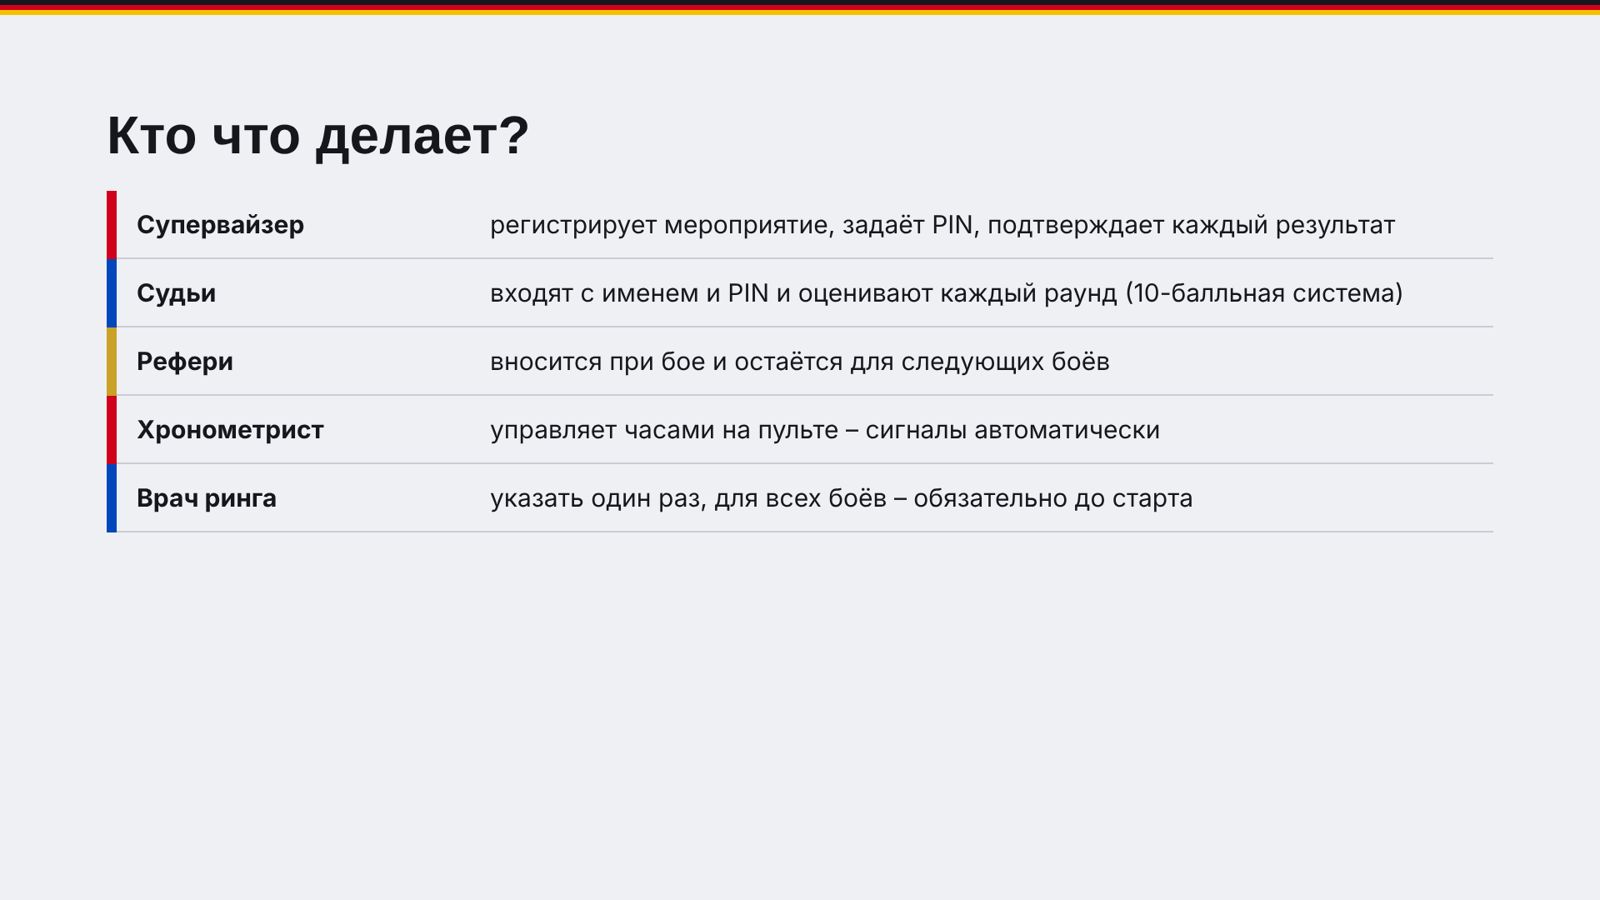 Кто что делает?
Супервайзер регистрирует мероприятие, задаёт PIN, подтверждает каждый результат
Судьи входят с именем и PIN и оценивают каждый раунд (10-балльная система)
Рефери вносится при бое и остаётся для следующих боёв
Хронометрист управляет часами на пульте – сигналы автоматически
Врач ринга указать один раз, для всех боёв – обязательно до старта